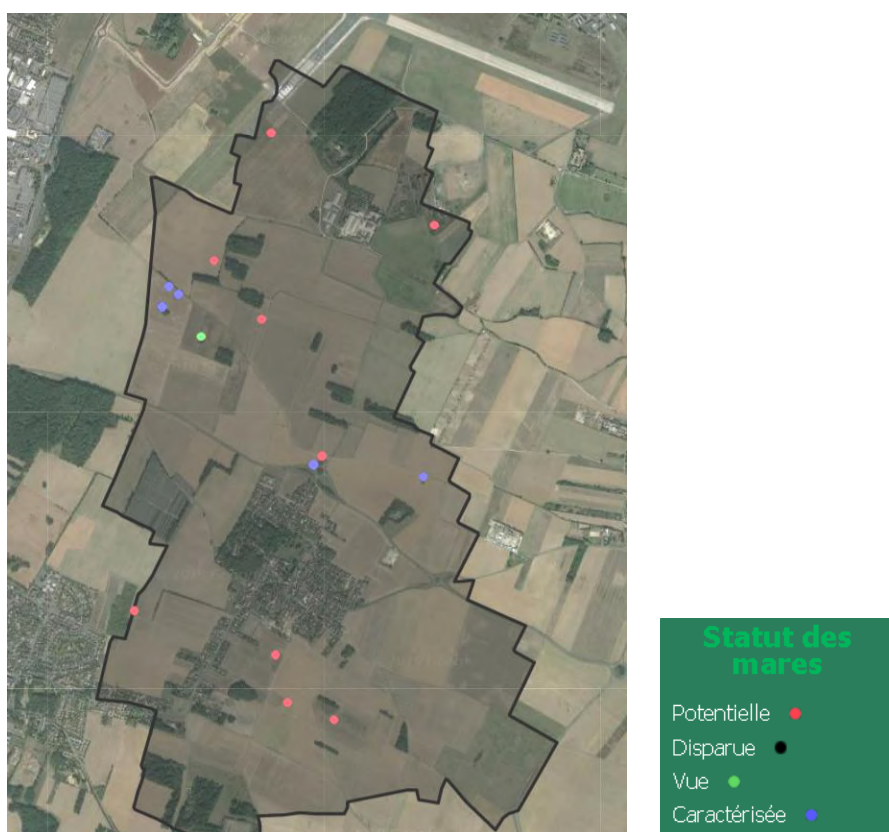 Statut des
mares
Potentielle
Disparue
Vue
Caractérisée